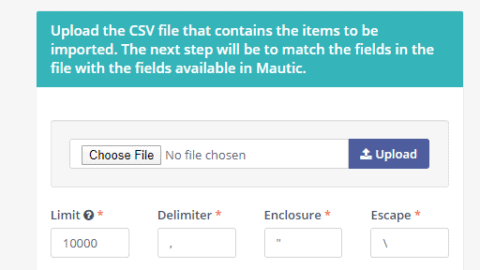 Upload the CSV file that contains the items to be
imported. The next step will be to match the fields in the
file with the fields available in Mautic.
Choose File No file chosen Upload
Limit ? * Delimiter * Enclosure * Escape *
10000 , " \